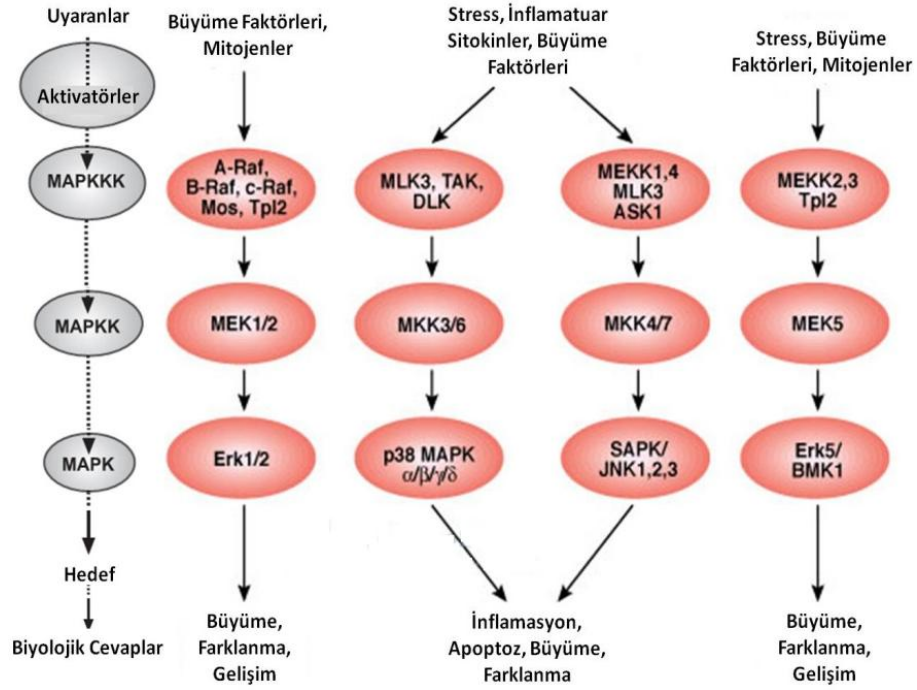 Uyaranlar
Aktivatörler
MAPKKK
MAPKK
MAPK
Hedef
Biyolojik Cevaplar
Büyüme Faktörleri,
Mitojenler
A-Raf,
B-Raf, c-Raf,
Mos, Tpl2
MEK1/2
Erk1/2
Büyüme,
Farklanma,
Gelişim
Stress, İnflamatuar
Sitokinler, Büyüme
Faktörleri
MLK3, TAK,
DLK
MKK3/6
p38 MAPK
α/β/γ/δ
MEKK1,4
MLK3
ASK1
MKK4/7
SAPK/
JNK1,2,3
İnflamasyon,
Apoptoz, Büyüme,
Farklanma
Stress, Büyüme
Faktörleri, Mitojenler
MEKK2,3
Tpl2
MEK5
Erk5/
BMK1
Büyüme,
Farklanma,
Gelişim